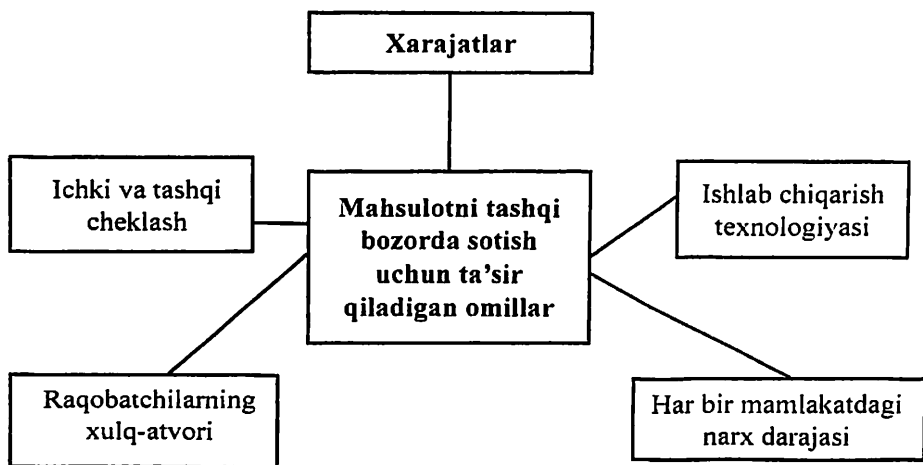 Xarajatlar
Ichki va tashqi
cheklash
Mahsulotni tashqi
bozorda sotish
uchun ta’sir
qiladigan omillar
Ishlab chiqarish
texnologiyasi
Raqobatchilarning
xulq-atvori
Har bir mamlakatdagi
narx darajasi